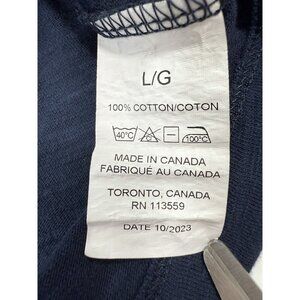 L/G
100% COTTON/COTON
40°C 100°C
MADE IN CANADA
FABRIQUÉ AU CANADA
TORONTO, CANADA
RN 113559
DATE 10/2023